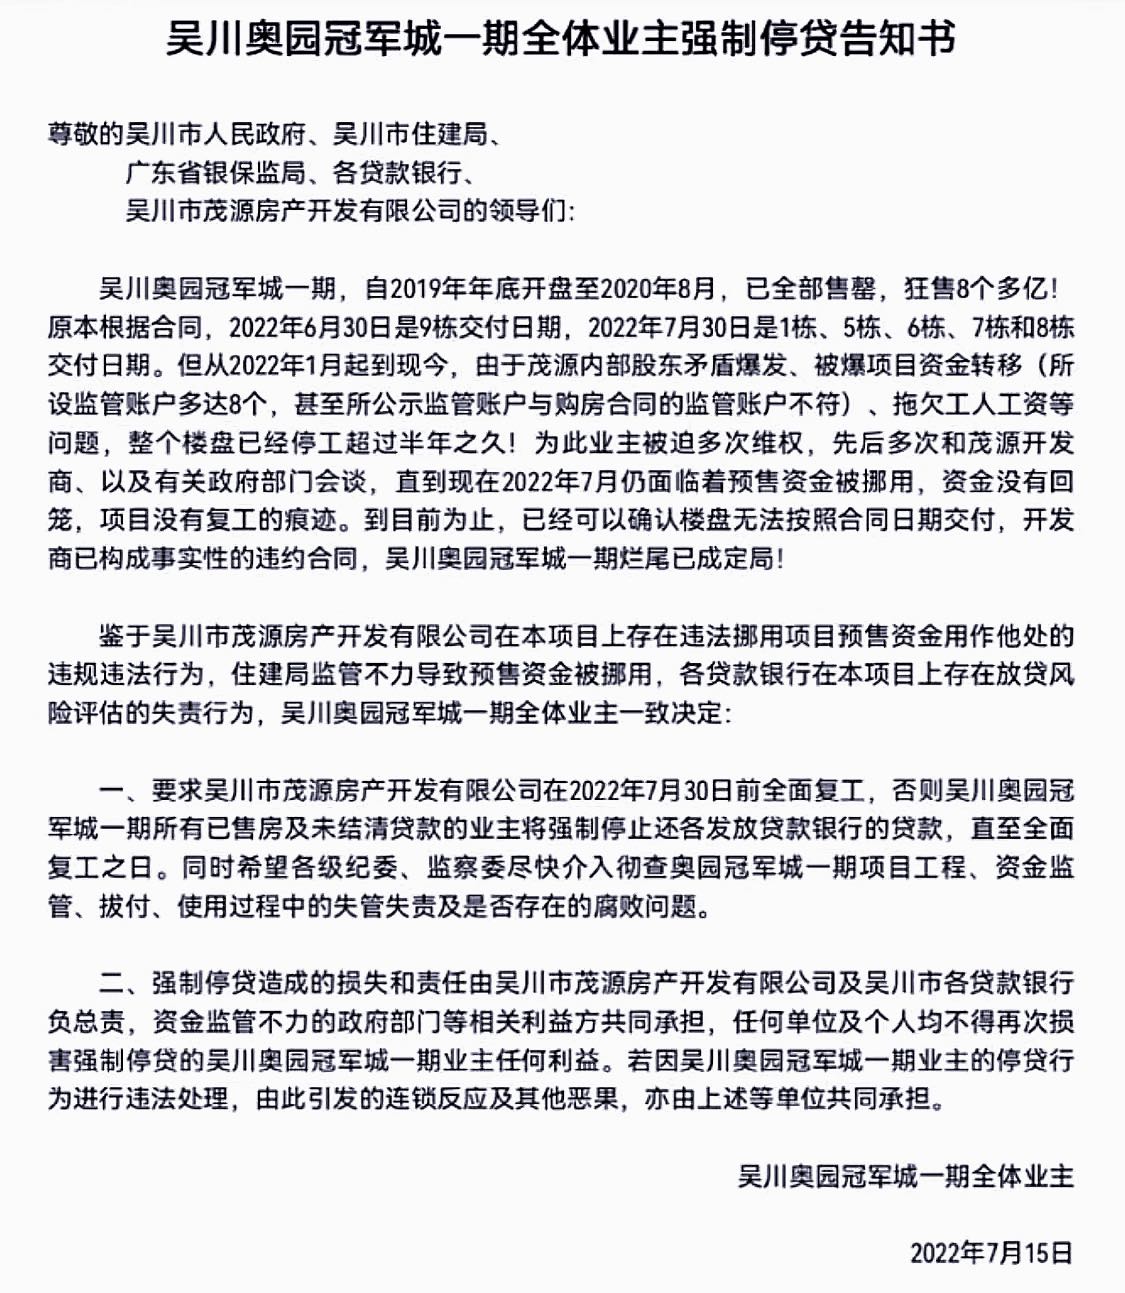 吴川奥园冠军城一期全体业主强制停贷告知书
尊敬的吴川市人民政府、吴川市住建局、
广东省银保监局、各贷款银行、
吴川市茂源房产开发有限公司的领导们：
吴川奥园冠军城一期，自2019年年底开盘至2020年8月，已全部售罄，狂售8个多亿！
原本根据合同，2022年6月30日是9栋交付日期，2022年7月30日是1栋、5栋、6栋、7栋和8栋
交付日期。但从2022年1月起到现今，由于茂源内部股东矛盾爆发、被爆项目资金转移（所
设监管账户多达8个，甚至所公示监管账户与购房合同的监管账户不符）、拖欠工人工资等
问题，整个楼盘已经停工超过半年之久！为此业主被迫多次维权，先后多次和茂源开发
商、以及有关政府部门会谈，直到现在2022年7月仍面临着预售资金被挪用，资金没有回
笼，项目没有复工的痕迹。到目前为止，已经可以确认楼盘无法按照合同日期交付，开发
商已构成事实性的违约合同，吴川奥园冠军城一期烂尾已成定局！
鉴于吴川市茂源房产开发有限公司在本项目上存在违法挪用项目预售资金用作他处的
违规违法行为，住建局监管不力导致预售资金被挪用，各贷款银行在本项目上存在放贷风
险评估的失责行为，吴川奥园冠军城一期全体业主一致决定：
一、要求吴川市茂源房产开发有限公司在2022年7月30日前全面复工，否则吴川奥园冠
军城一期所有已售房及未结清贷款的业主将强制停止还各发放贷款银行的贷款，直至全面
复工之日。同时希望各级纪委、监察委尽快介入彻查奥园冠军城一期项目工程、资金监
管、拔付、使用过程中的失管失责及是否存在的腐败问题。
二、强制停贷造成的损失和责任由吴川市茂源房产开发有限公司及吴川市各贷款银行
负总责，资金监管不力的政府部门等相关利益方共同承担，任何单位及个人均不得再次损
害强制停贷的吴川奥园冠军城一期业主任何利益。若因吴川奥园冠军城一期业主的停贷行
为进行违法处理，由此引发的连锁反应及其他恶果，亦由上述等单位共同承担。
吴川奥园冠军城一期全体业主
2022年7月15日